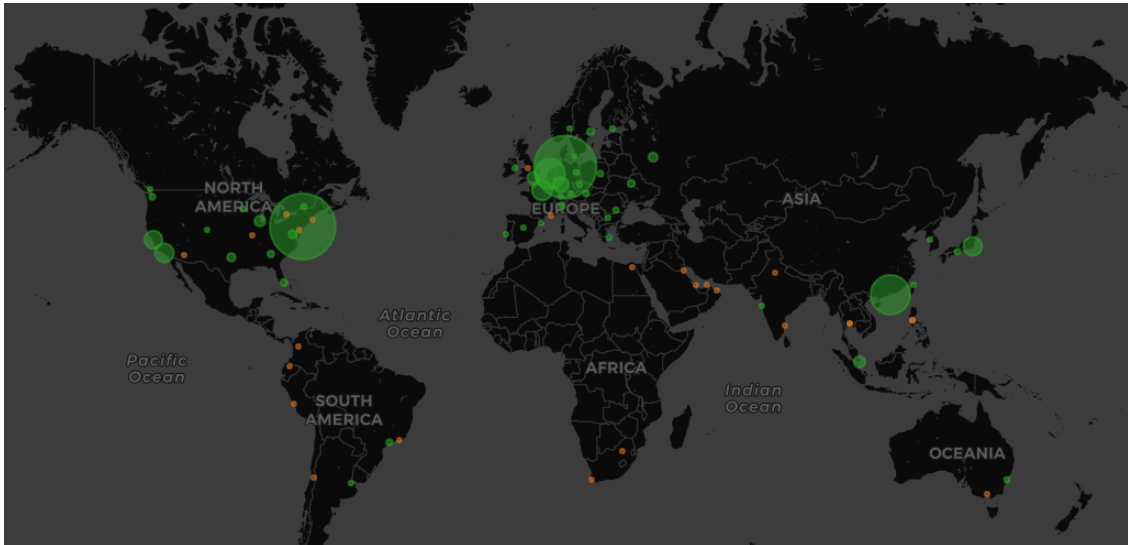 NORTH
AMERICA
EUROPE
ASIA
Atlantic
Ocean
Pacific
Ocean
AFRICA
Indian
Ocean
SOUTH
AMERICA
OCEANIA